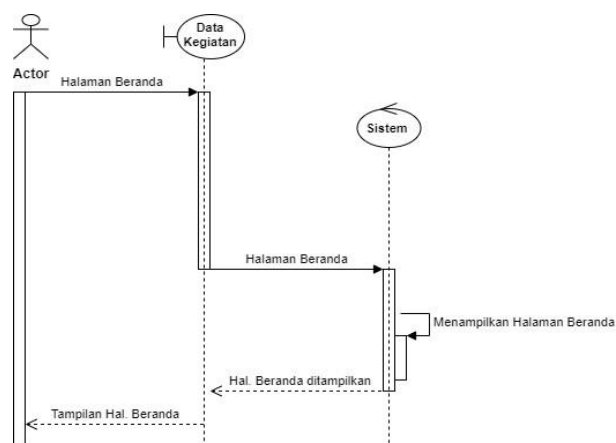 Data
Kegiatan
Actor
Halaman Beranda
Sistem
Halaman Beranda
Menampilkan Halaman Beranda
Hal. Beranda ditampilkan
Tampilan Hal. Beranda